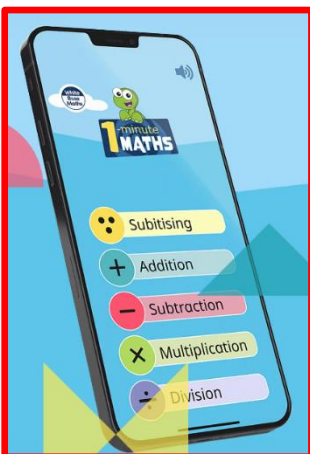 White
Rose
Maths
1-minute
MATHS
Subitising
+ Addition
− Subtraction
× Multiplication
÷ Division